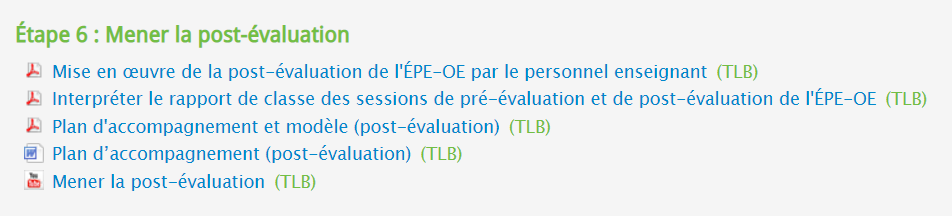 Étape 6 : Mener la post-évaluation
Mise en œuvre de la post-évaluation de l'ÉPE-OE par le personnel enseignant (TLB)
Interpréter le rapport de classe des sessions de pré-évaluation et de post-évaluation de l'ÉPE-OE (TLB)
Plan d'accompagnement et modèle (post-évaluation) (TLB)
Plan d’accompagnement (post-évaluation) (TLB)
Mener la post-évaluation (TLB)